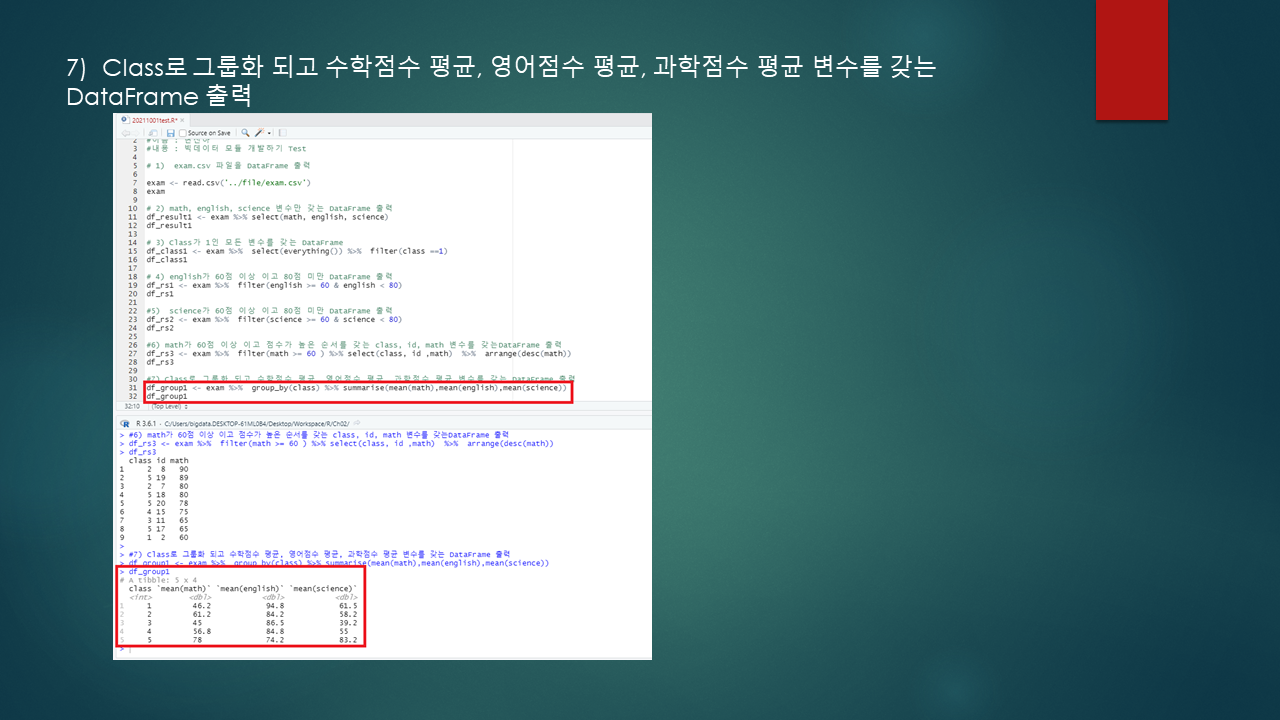 7) Class로 그룹화 되고 수학점수 평균, 영어점수 평균, 과학점수 평균 변수를 갖는
DataFrame 출력
20211001test.R*
Source on Save
2
3 #내용 : 빅데이터 모듈 개발하기 Test
4
5 # 1) exam.csv 파일을 DataFrame 출력
6
7 exam <- read.csv('../file/exam.csv')
8 exam
9
10 # 2) math, english, science 변수만 갖는 DataFrame 출력
11 df_result1 <- exam %>% select(math, english, science)
12 df_result1
13
14 # 3) Class가 1인 모든 변수를 갖는 DataFrame
15 df_class1 <- exam %>% select(everything()) %>% filter(class ==1)
16 df_class1
17
18 # 4) english가 60점 이상 이고 80점 미만 DataFrame 출력
19 df_rs1 <- exam %>% filter(english >= 60 & english < 80)
20 df_rs1
21
22 #5) science가 60점 이상 이고 80점 미만 DataFrame 출력
23 df_rs2 <- exam %>% filter(science >= 60 & science < 80)
24 df_rs2
25
26 #6) math가 60점 이상 이고 점수가 높은 순서를 갖는 class, id, math 변수를 갖는DataFrame 출력
27 df_rs3 <- exam %>% filter(math >= 60 ) %>% select(class, id ,math) %>% arrange(desc(math))
28 df_rs3
29
30 #7) Class로 그룹화 되고 수학점수 평균, 영어점수 평균, 과학점수 평균 변수를 갖는 DataFrame 출력
31 df_group1 <- exam %>% group_by(class) %>% summarise(mean(math),mean(english),mean(science))
32 df_group1
32:10 (Top Level)
R 3.6.1 · C:/Users/bigdata.DESKTOP-61ML0B4/Desktop/Workspace/R/Ch02/
> #6) math가 60점 이상 이고 점수가 높은 순서를 갖는 class, id, math 변수를 갖는DataFrame 출력
> df_rs3 <- exam %>% filter(math >= 60 ) %>% select(class, id ,math) %>% arrange(desc(math))
> df_rs3
class id math
1 2 8 90
2 5 19 89
3 2 7 80
4 5 18 80
5 5 20 78
6 4 15 75
7 3 11 65
8 5 17 65
9 1 2 60
>
> #7) Class로 그룹화 되고 수학점수 평균, 영어점수 평균, 과학점수 평균 변수를 갖는 DataFrame 출력
> df_group1 <- exam %>% group_by(class) %>% summarise(mean(math),mean(english),mean(science))
> df_group1
# A tibble: 5 x 4
class `mean(math)` `mean(english)` `mean(science)`
<int> <dbl> <dbl> <dbl>
1 1 46.2 94.8 61.5
2 2 61.2 84.2 58.2
3 3 45 86.5 39.2
4 4 56.8 84.8 55
5 5 78 74.2 83.2
>